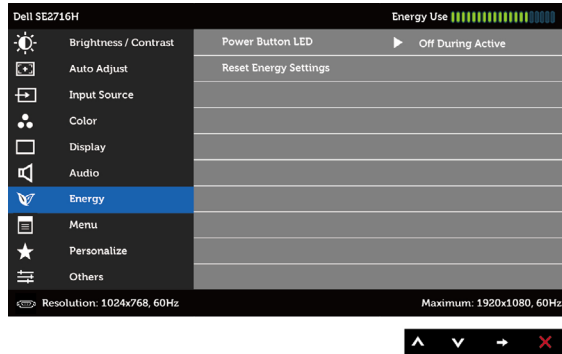 Dell SE2716H Energy Use
Brightness / Contrast Power Button LED Off During Active
Auto Adjust Reset Energy Settings
Input Source
Color
Display
Audio
Energy
Menu
Personalize
Others
Resolution: 1024x768, 60Hz Maximum: 1920x1080, 60Hz